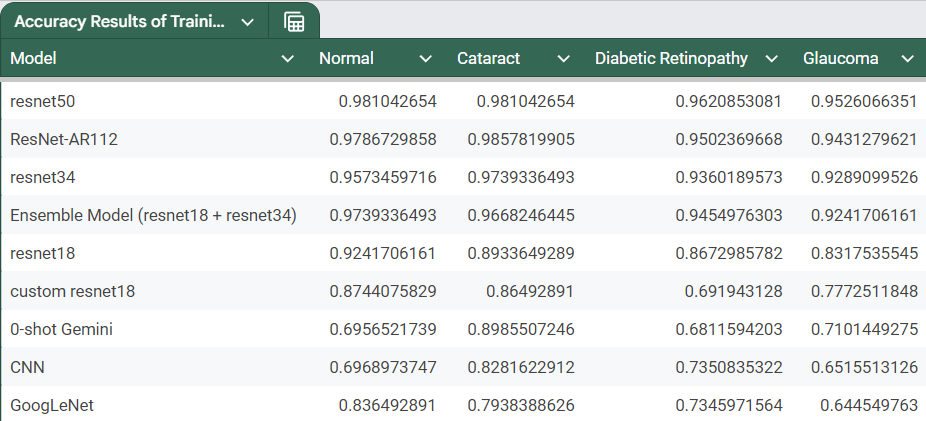 Accuracy Results of Traini...
Model Normal Cataract Diabetic Retinopathy Glaucoma
resnet50 0.981042654 0.981042654 0.9620853081 0.9526066351
ResNet-AR112 0.9786729858 0.9857819905 0.9502369668 0.9431279621
resnet34 0.9573459716 0.9739336493 0.9360189573 0.9289099526
Ensemble Model (resnet18 + resnet34) 0.9739336493 0.9668246445 0.9454976303 0.9241706161
resnet18 0.9241706161 0.8933649289 0.8672985782 0.8317535545
custom resnet18 0.8744075829 0.86492891 0.691943128 0.7772511848
0-shot Gemini 0.6956521739 0.8985507246 0.6811594203 0.7101449275
CNN 0.6968973747 0.8281622912 0.7350835322 0.6515513126
GoogLeNet 0.836492891 0.7938388626 0.7345971564 0.644549763